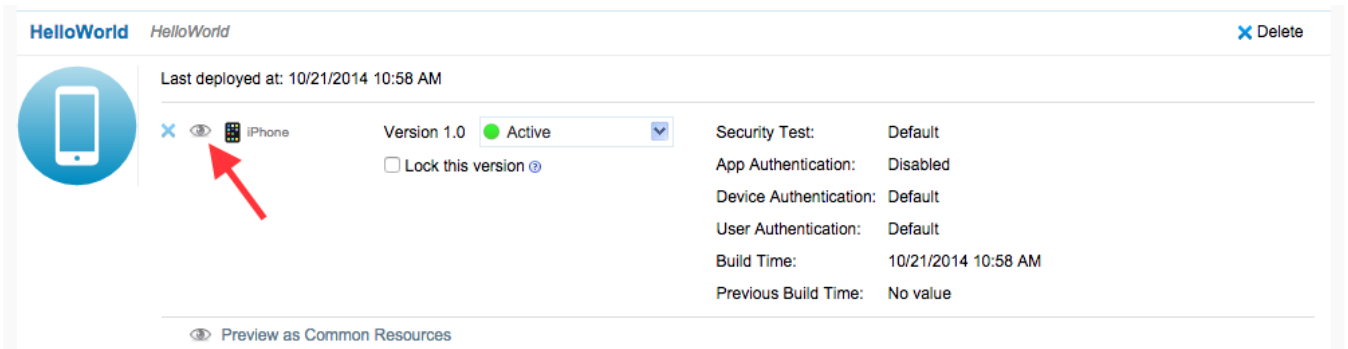 HelloWorld HelloWorld Delete
Last deployed at: 10/21/2014 10:58 AM
iPhone Version 1.0 Active Security Test: Default
Lock this version ? App Authentication: Disabled
Device Authentication: Default
User Authentication: Default
Build Time: 10/21/2014 10:58 AM
Previous Build Time: No value
Preview as Common Resources